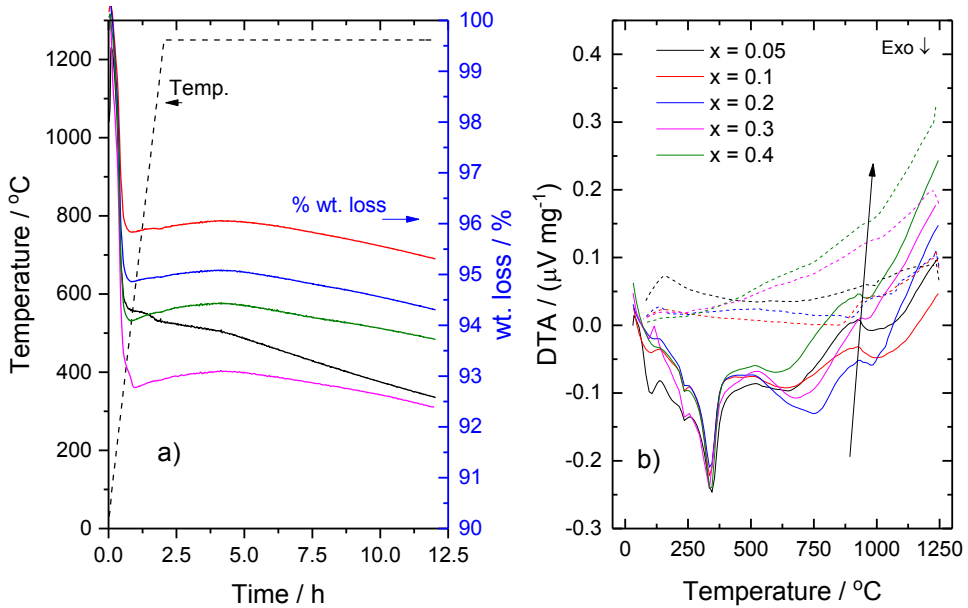 Temperature / °C
1200
1000
800
600
400
200
0
Temp.
% wt. loss
a)
100
99
98
97
96
95
94
93
92
91
90
wt. loss / %
0.0 2.5 5.0 7.5 10.0 12.5
Time / h
DTA / (µV mg⁻¹)
0.4
0.3
0.2
0.1
0.0
-0.1
-0.2
-0.3
x = 0.05
x = 0.1
x = 0.2
x = 0.3
x = 0.4
Exo ↓
b)
0 250 500 750 1000 1250
Temperature / °C